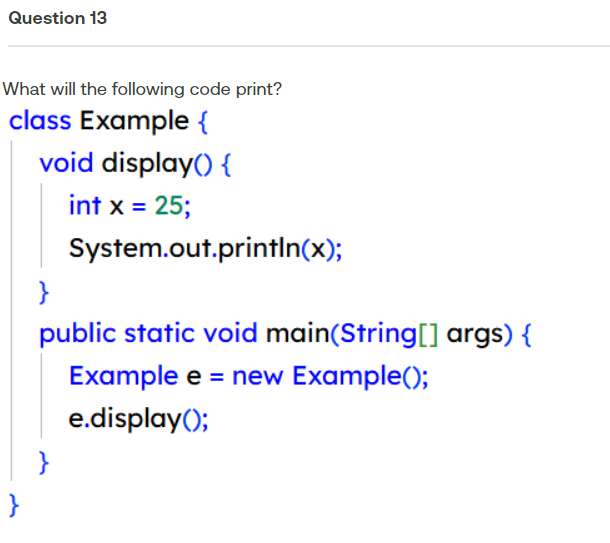 Question 13
What will the following code print?
class Example {
void display() {
int x = 25;
System.out.println(x);
}
public static void main(String[] args) {
Example e = new Example();
e.display();
}
}